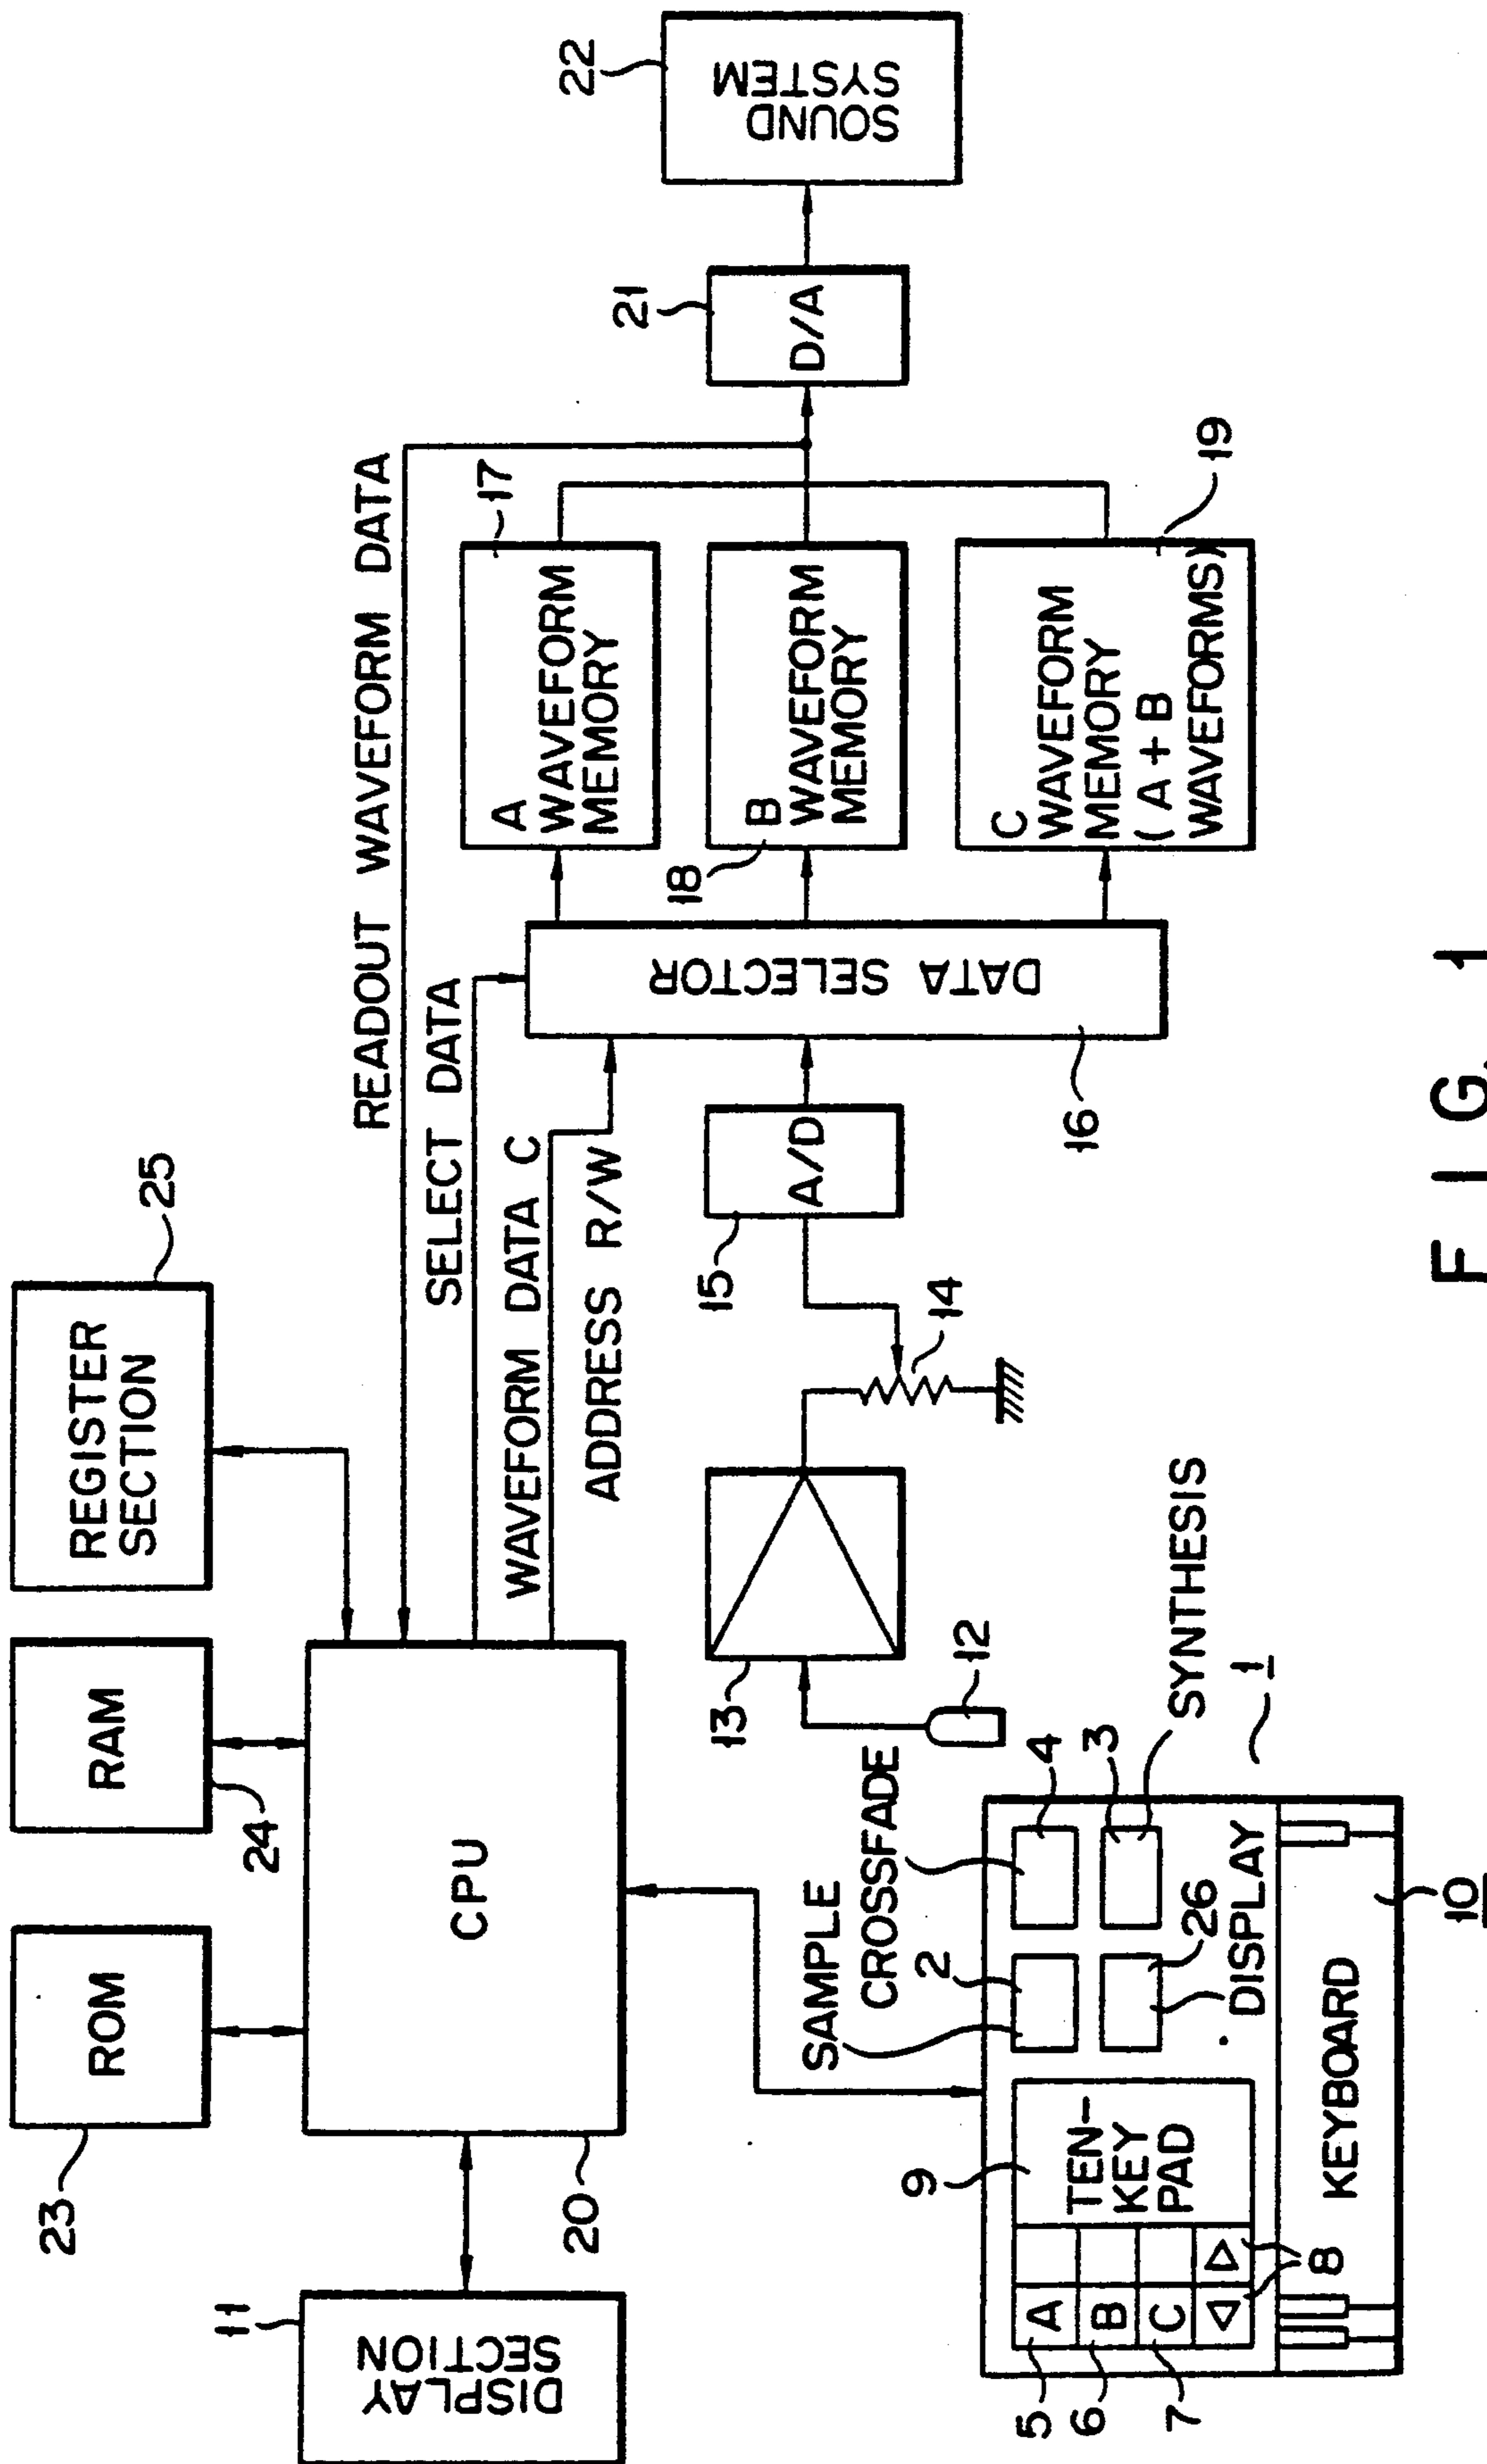 23
ROM
24
RAM
25
REGISTER
SECTION
11
DISPLAY
SECTION
20
CPU
READOUT WAVEFORM DATA
SELECT DATA
WAVEFORM DATA C
ADDRESS R/W
17
A
WAVEFORM
MEMORY
18
B
WAVEFORM
MEMORY
19
C
WAVEFORM
MEMORY
(A+B
WAVEFORMS)
DATA SELECTOR
16
21
D/A
22
SOUND
SYSTEM
12
13
14
15
A/D
SAMPLE
CROSSFADE
SYNTHESIS
1
2
4
3
26
DISPLAY
9
TEN-
KEY
PAD
5
A
6
B
7
C
◁ ▷
8
KEYBOARD
10
FIG. 1